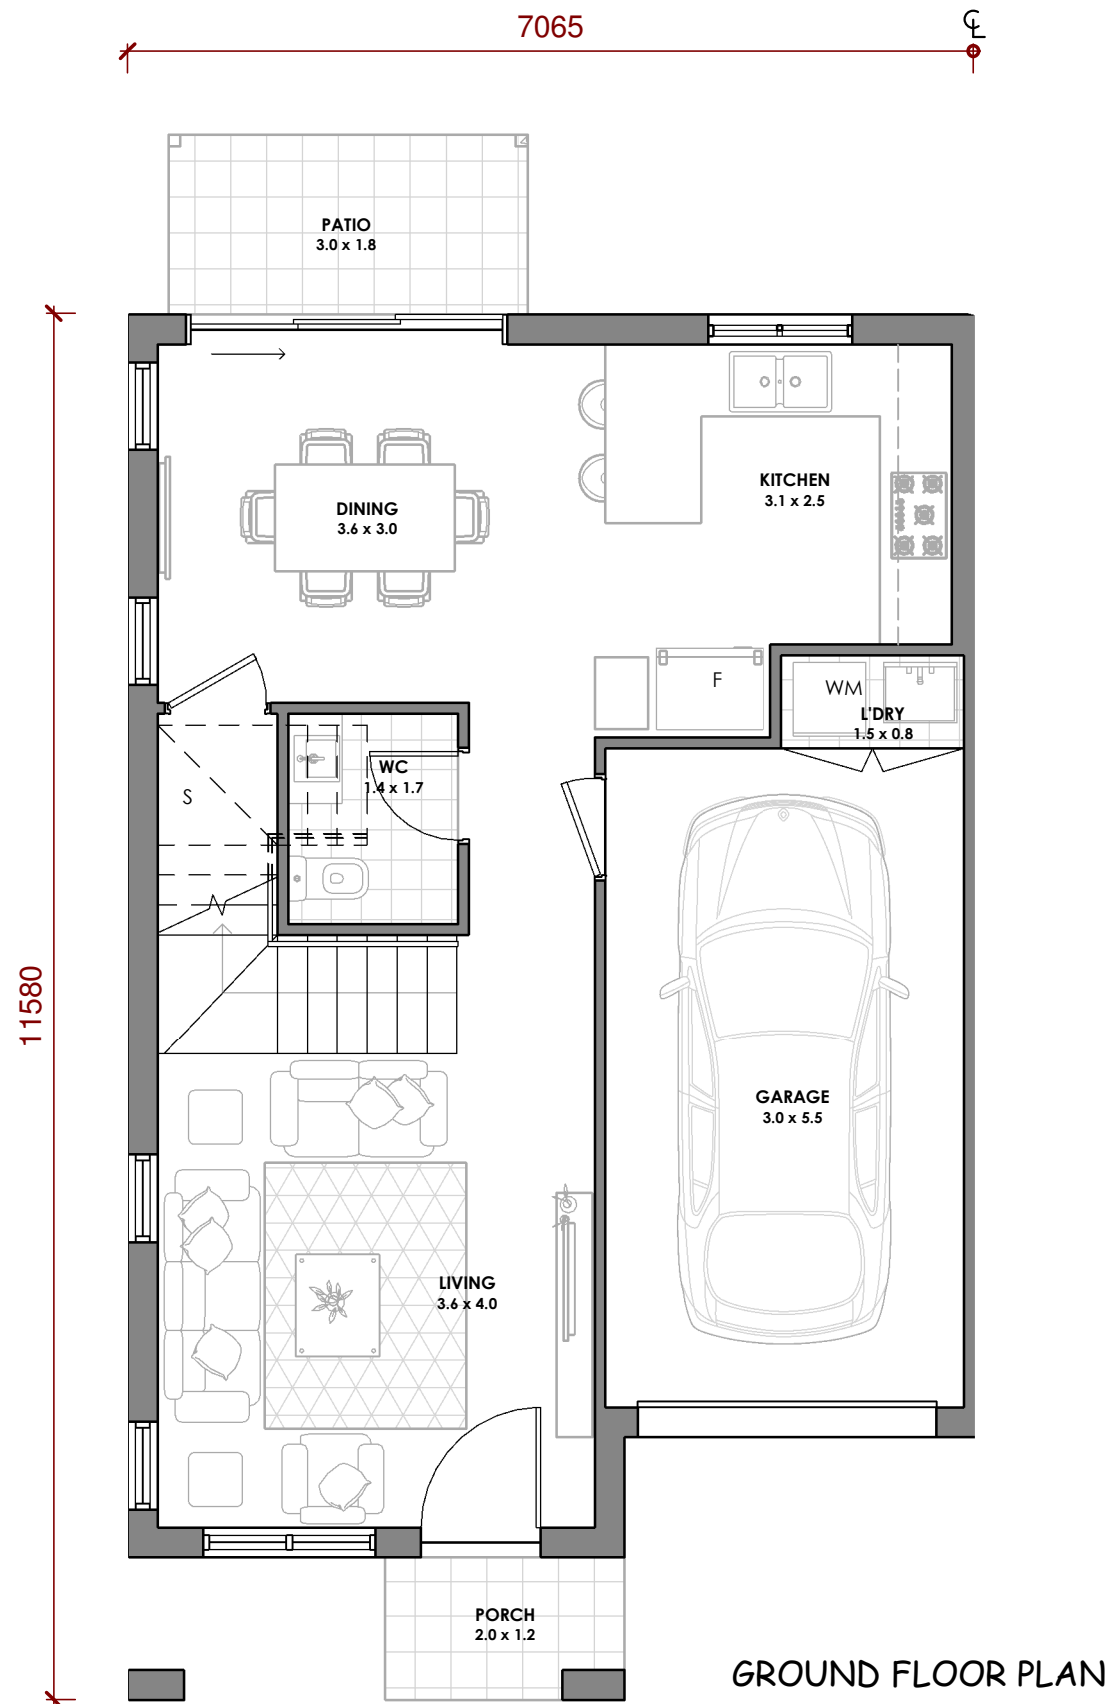 7065
℄
PATIO
3.0 x 1.8
DINING
3.6 x 3.0
KITCHEN
3.1 x 2.5
F
WM
L'DRY
1.5 x 0.8
WC
1.4 x 1.7
S
11580
GARAGE
3.0 x 5.5
LIVING
3.6 x 4.0
PORCH
2.0 x 1.2
GROUND FLOOR PLAN